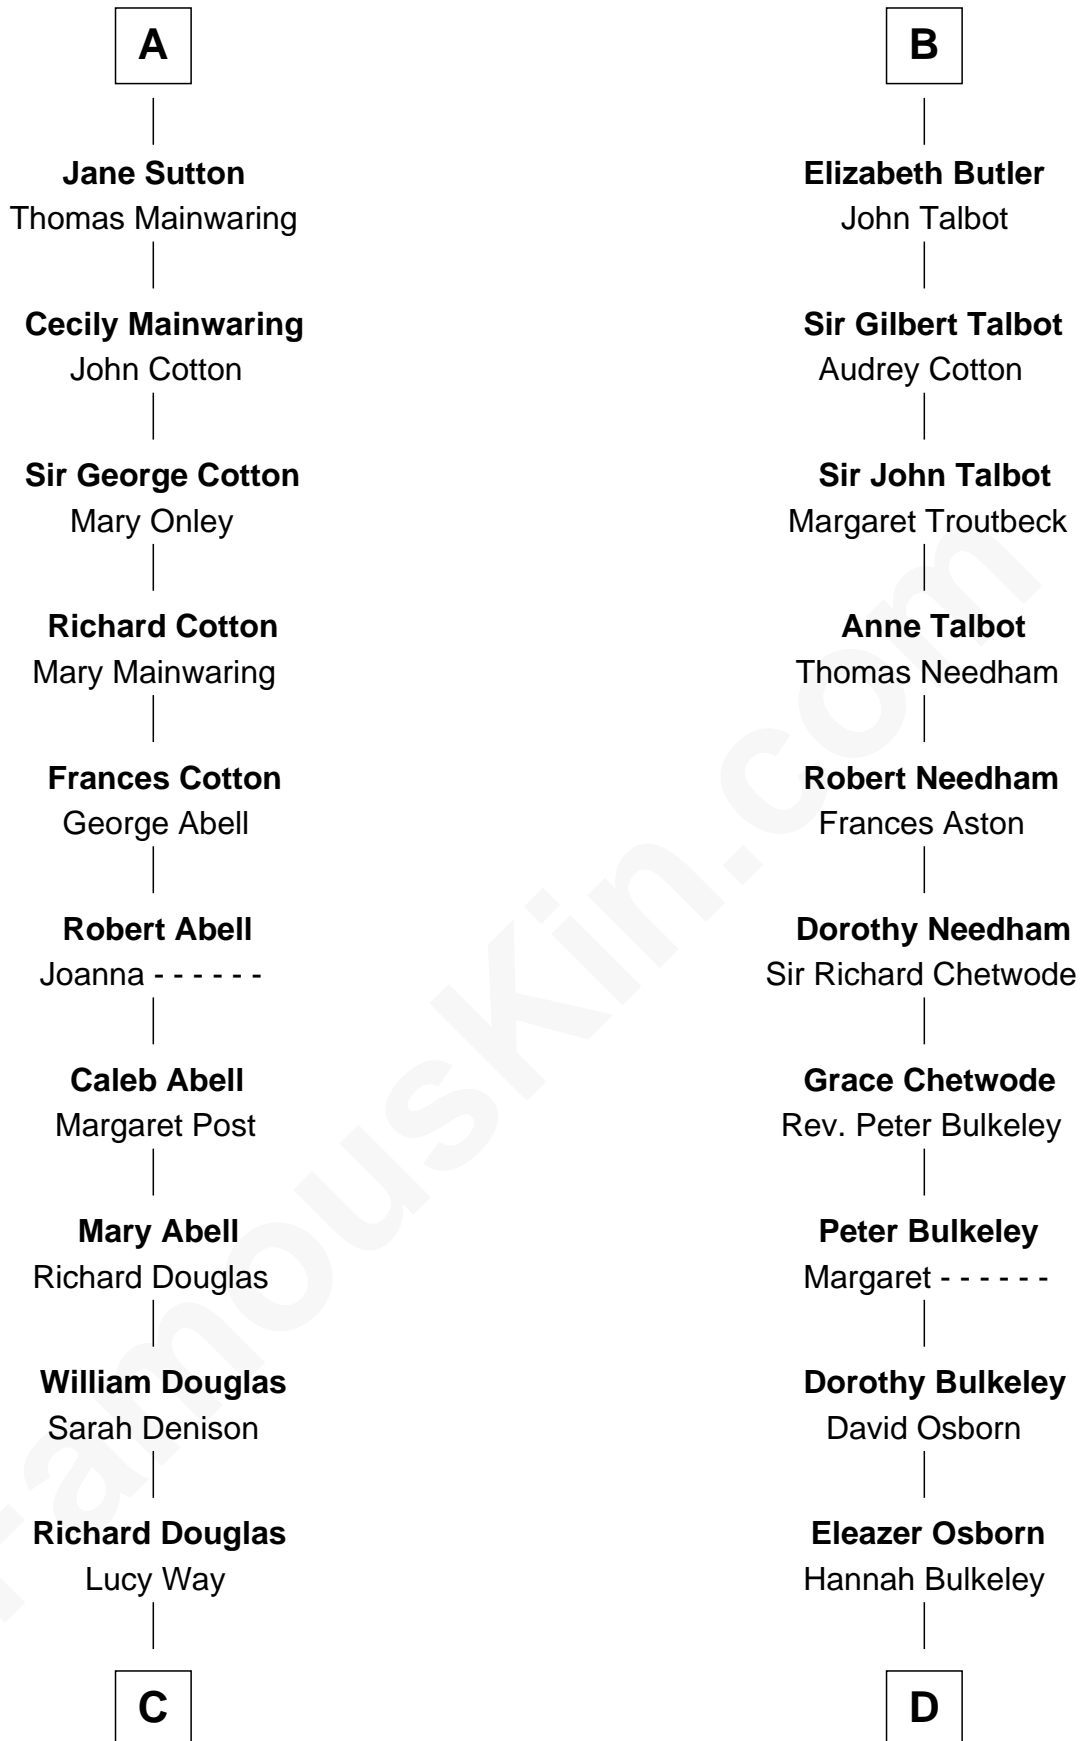 A
Jane Sutton
Thomas Mainwaring
Cecily Mainwaring
John Cotton
Sir George Cotton
Mary Onley
Richard Cotton
Mary Mainwaring
Frances Cotton
George Abell
Robert Abell
Joanna - - - - - -
Caleb Abell
Margaret Post
Mary Abell
Richard Douglas
William Douglas
Sarah Denison
Richard Douglas
Lucy Way
C
B
Elizabeth Butler
John Talbot
Sir Gilbert Talbot
Audrey Cotton
Sir John Talbot
Margaret Troutbeck
Anne Talbot
Thomas Needham
Robert Needham
Frances Aston
Dorothy Needham
Sir Richard Chetwode
Grace Chetwode
Rev. Peter Bulkeley
Peter Bulkeley
Margaret - - - - - -
Dorothy Bulkeley
David Osborn
Eleazer Osborn
Hannah Bulkeley
D
FamousKin.com